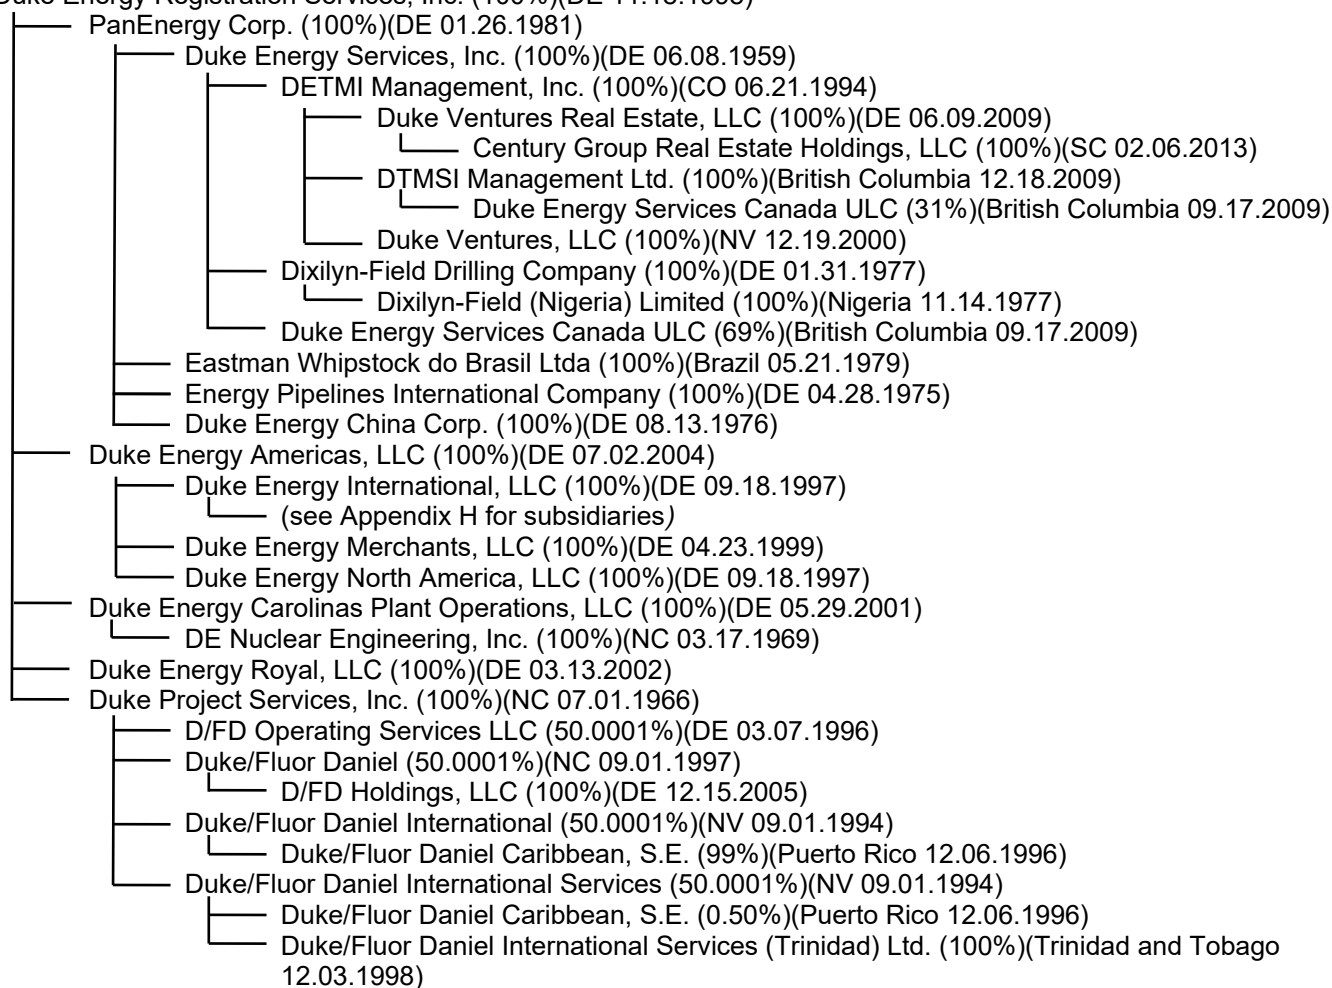 PanEnergy Corp. (100%)(DE 01.26.1981)
Duke Energy Services, Inc. (100%)(DE 06.08.1959)
DETMI Management, Inc. (100%)(CO 06.21.1994)
Duke Ventures Real Estate, LLC (100%)(DE 06.09.2009)
Century Group Real Estate Holdings, LLC (100%)(SC 02.06.2013)
DTMSI Management Ltd. (100%)(British Columbia 12.18.2009)
Duke Energy Services Canada ULC (31%)(British Columbia 09.17.2009)
Duke Ventures, LLC (100%)(NV 12.19.2000)
Dixilyn-Field Drilling Company (100%)(DE 01.31.1977)
Dixilyn-Field (Nigeria) Limited (100%)(Nigeria 11.14.1977)
Duke Energy Services Canada ULC (69%)(British Columbia 09.17.2009)
Eastman Whipstock do Brasil Ltda (100%)(Brazil 05.21.1979)
Energy Pipelines International Company (100%)(DE 04.28.1975)
Duke Energy China Corp. (100%)(DE 08.13.1976)
Duke Energy Americas, LLC (100%)(DE 07.02.2004)
Duke Energy International, LLC (100%)(DE 09.18.1997)
(see Appendix H for subsidiaries)
Duke Energy Merchants, LLC (100%)(DE 04.23.1999)
Duke Energy North America, LLC (100%)(DE 09.18.1997)
Duke Energy Carolinas Plant Operations, LLC (100%)(DE 05.29.2001)
DE Nuclear Engineering, Inc. (100%)(NC 03.17.1969)
Duke Energy Royal, LLC (100%)(DE 03.13.2002)
Duke Project Services, Inc. (100%)(NC 07.01.1966)
D/FD Operating Services LLC (50.0001%)(DE 03.07.1996)
Duke/Fluor Daniel (50.0001%)(NC 09.01.1997)
D/FD Holdings, LLC (100%)(DE 12.15.2005)
Duke/Fluor Daniel International (50.0001%)(NV 09.01.1994)
Duke/Fluor Daniel Caribbean, S.E. (99%)(Puerto Rico 12.06.1996)
Duke/Fluor Daniel International Services (50.0001%)(NV 09.01.1994)
Duke/Fluor Daniel Caribbean, S.E. (0.50%)(Puerto Rico 12.06.1996)
Duke/Fluor Daniel International Services (Trinidad) Ltd. (100%)(Trinidad and Tobago
12.03.1998)